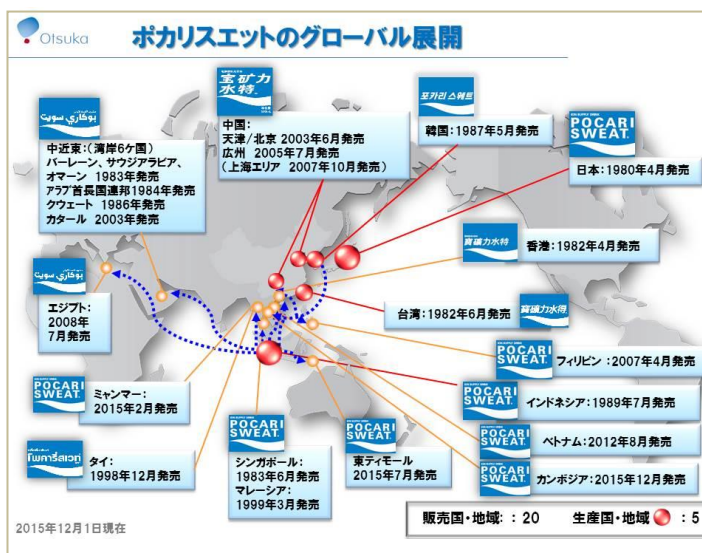 Otsuka
ポカリスエットのグローバル展開
بوكاري سويت
中近東:(湾岸6ケ国)
バーレーン、サウジアラビア、
オマーン 1983年発売
アラブ首長国連邦1984年発売
クウェート 1986年発売
カタール 2003年発売
宝矿力
水特
中国:
天津/北京 2003年6月発売
広州 2005年7月発売
(上海エリア 2007年10月発売)
포카리 스웨트
韓国:1987年5月発売
POCARI
SWEAT
日本:1980年4月発売
寶礦力水特
香港:1982年4月発売
بوكاري سويت
エジプト:
2008年
7月発売
台湾:1982年6月発売
寶礦力水得
POCARI
SWEAT
フィリピン:2007年4月発売
POCARI
SWEAT
ミャンマー:
2015年2月発売
POCARI
SWEAT
インドネシア:1989年7月発売
POCARI
SWEAT
ベトナム:2012年8月発売
POCARI
SWEAT
カンボジア:2015年12月発売
โพคารีสเวท
タイ:
1998年12月発売
POCARI
SWEAT
シンガポール:
1983年6月発売
マレーシア:
1999年3月発売
POCARI
SWEAT
東ティモール
2015年7月発売
2015年12月1日現在
販売国・地域: : 20 生産国・地域 : 5